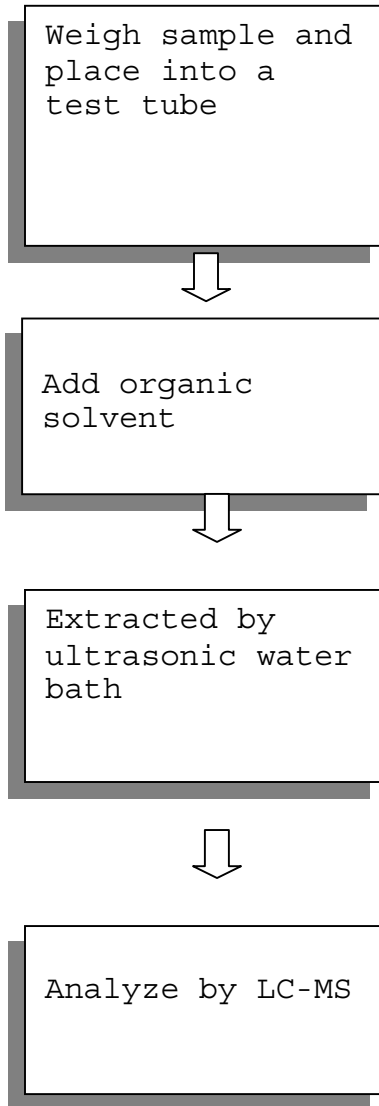 Weigh sample and
place into a
test tube
Add organic
solvent
Extracted by
ultrasonic water
bath
Analyze by LC-MS